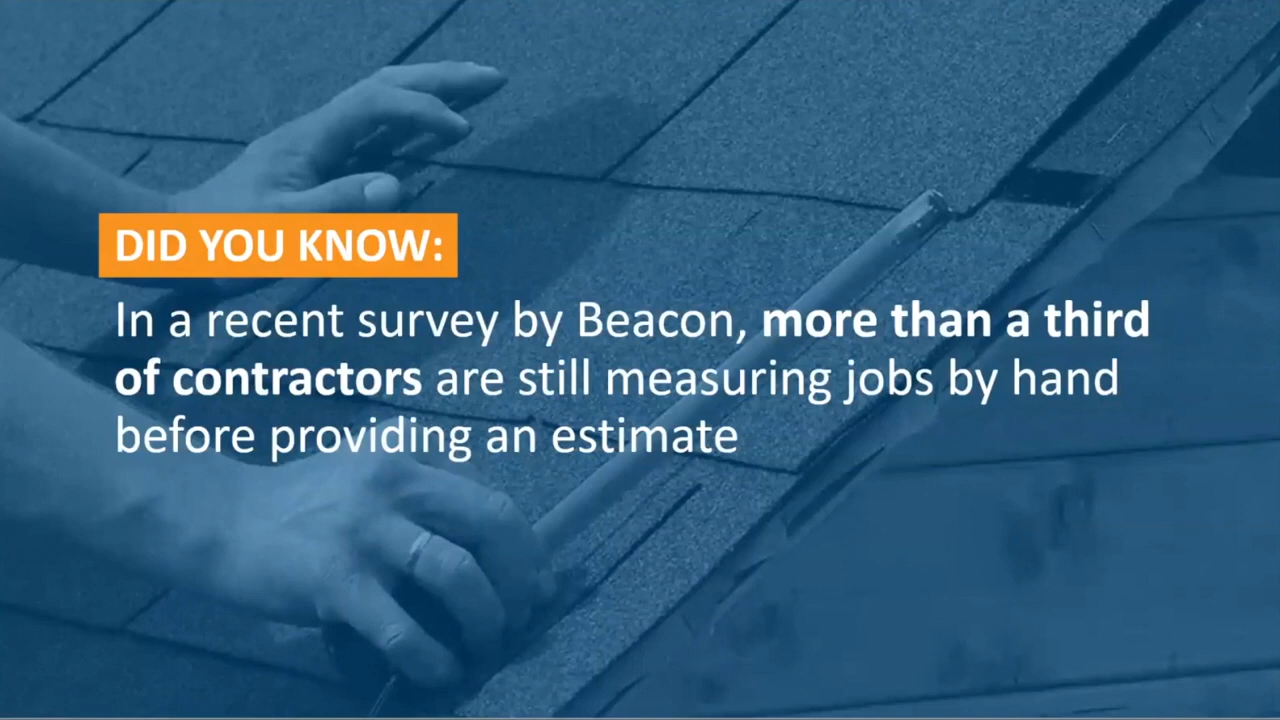 DID YOU KNOW:
In a recent survey by Beacon, more than a third
of contractors are still measuring jobs by hand
before providing an estimate